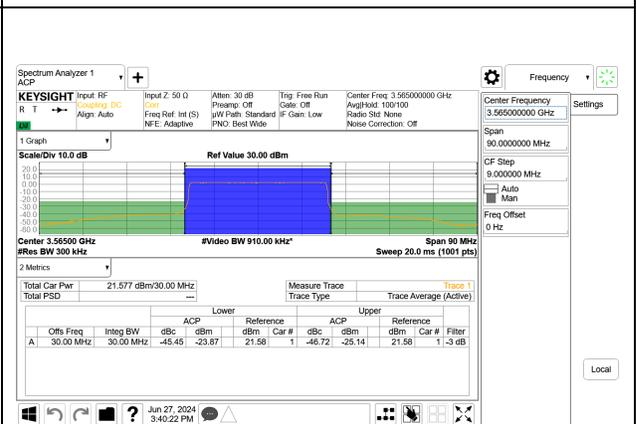 Spectrum Analyzer 1
ACP
Frequency
KEYSIGHT
R T
Input: RF
Coupling: DC
Align: Auto
Input Z: 50 Ω
Corr
Freq Ref: Int (S)
NFE: Adaptive
Atten: 30 dB
Preamp: Off
µW Path: Standard
PNO: Best Wide
Trig: Free Run
Gate: Off
IF Gain: Low
Center Freq: 3.565000000 GHz
Avg|Hold: 100/100
Radio Std: None
Noise Correction: Off
Center Frequency
3.565000000 GHz
Settings
Span
90.0000000 MHz
CF Step
9.000000 MHz
Auto
Man
Freq Offset
0 Hz
1 Graph
Scale/Div 10.0 dB
Ref Value 30.00 dBm
20.0
10.0
0.00
-10.0
-20.0
-30.0
-40.0
-50.0
-60.0
Center 3.56500 GHz
#Video BW 910.00 kHz*
Span 90 MHz
#Res BW 300 kHz
Sweep 20.0 ms (1001 pts)
2 Metrics
Total Car Pwr 21.577 dBm/30.00 MHz
Total PSD ---
Measure Trace Trace 1
Trace Type Trace Average (Active)
Lower Upper
ACP Reference ACP Reference
Offs Freq Integ BW dBc dBm dBm Car # dBc dBm dBm Car # Filter
A 30.00 MHz 30.00 MHz -45.45 -23.87 21.58 1 -46.72 -25.14 21.58 1 -3 dB
Local
?
Jun 27, 2024
3:40:22 PM